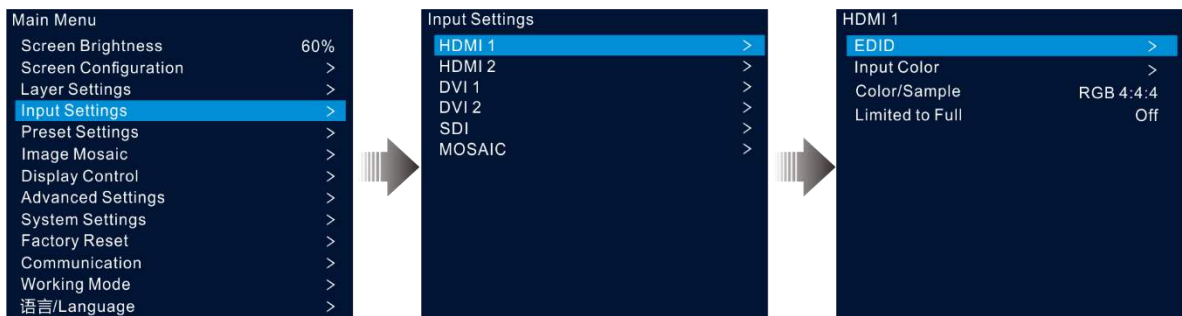 Main Menu
Screen Brightness 60%
Screen Configuration >
Layer Settings >
Input Settings >
Preset Settings >
Image Mosaic >
Display Control >
Advanced Settings >
System Settings >
Factory Reset >
Communication >
Working Mode >
语言/Language >
Input Settings
HDMI 1 >
HDMI 2 >
DVI 1 >
DVI 2 >
SDI >
MOSAIC >
HDMI 1
EDID >
Input Color >
Color/Sample RGB 4:4:4
Limited to Full Off